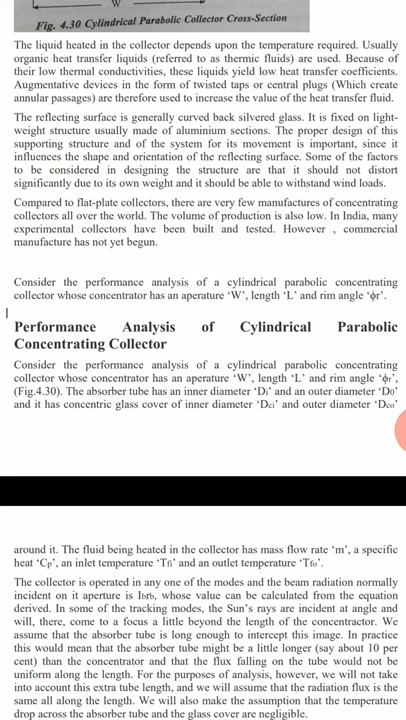 W
Fig. 4.30 Cylindrical Parabolic Collector Cross-Section
The liquid heated in the collector depends upon the temperature required. Usually
organic heat transfer liquids (referred to as thermic fluids) are used. Because of
their low thermal conductivities, these liquids yield low heat transfer coefficients.
Augmentative devices in the form of twisted taps or central plugs (Which create
annular passages) are therefore used to increase the value of the heat transfer fluid.
The reflecting surface is generally curved back silvered glass. It is fixed on light-
weight structure usually made of aluminium sections. The proper design of this
supporting structure and of the system for its movement is important, since it
influences the shape and orientation of the reflecting surface. Some of the factors
to be considered in designing the structure are that it should not distort
significantly due to its own weight and it should be able to withstand wind loads.
Compared to flat-plate collectors, there are very few manufactures of concentrating
collectors all over the world. The volume of production is also low. In India, many
experimental collectors have been built and tested. However , commercial
manufacture has not yet begun.
Consider the performance analysis of a cylindrical parabolic concentrating
collector whose concentrator has an aperature ‘W’, length ‘L’ and rim angle ‘ϕr’.
Performance Analysis of Cylindrical Parabolic
Concentrating Collector
Consider the performance analysis of a cylindrical parabolic concentrating
collector whose concentrator has an aperature ‘W’, length ‘L’ and rim angle ‘ϕr’,
(Fig.4.30). The absorber tube has an inner diameter ‘Di’ and an outer diameter ‘D0’
and it has concentric glass cover of inner diameter ‘Dci’ and outer diameter ‘Dco’
around it. The fluid being heated in the collector has mass flow rate ‘m’, a specific
heat ‘Cp’, an inlet temperature ‘Tfi’ and an outlet temperature ‘Tfo’.
The collector is operated in any one of the modes and the beam radiation normally
incident on it aperture is Ibrb, whose value can be calculated from the equation
derived. In some of the tracking modes, the Sun’s rays are incident at angle and
will, there, come to a focus a little beyond the length of the concentractor. We
assume that the absorber tube is long enough to intercept this image. In practice
this would mean that the absorber tube might be a little longer (say about 10 per
cent) than the concentrator and that the flux falling on the tube would not be
uniform along the length. For the purposes of analysis, however, we will not take
into account this extra tube length, and we will assume that the radiation flux is the
same all along the length. We will also make the assumption that the temperature
drop across the absorber tube and the glass cover are negligible.